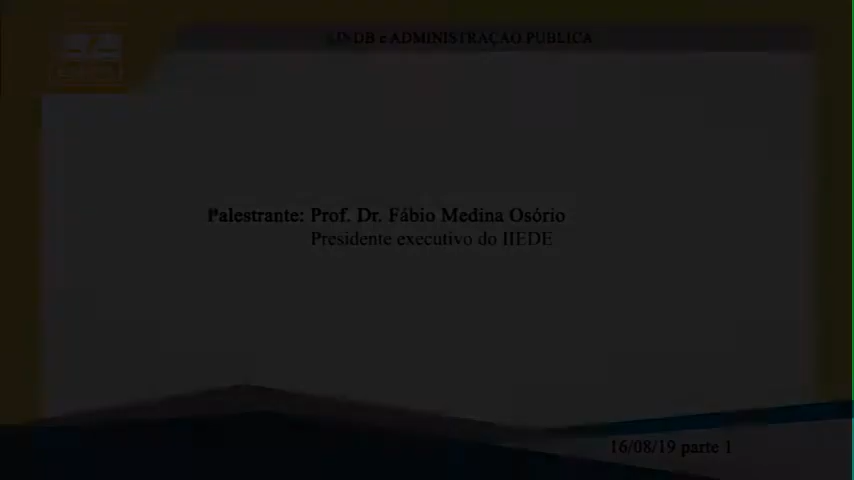 LINDB e ADMINISTRAÇÃO PÚBLICA
Palestrante: Prof. Dr. Fábio Medina Osório
Presidente executivo do IIEDE
16/08/19 parte 1